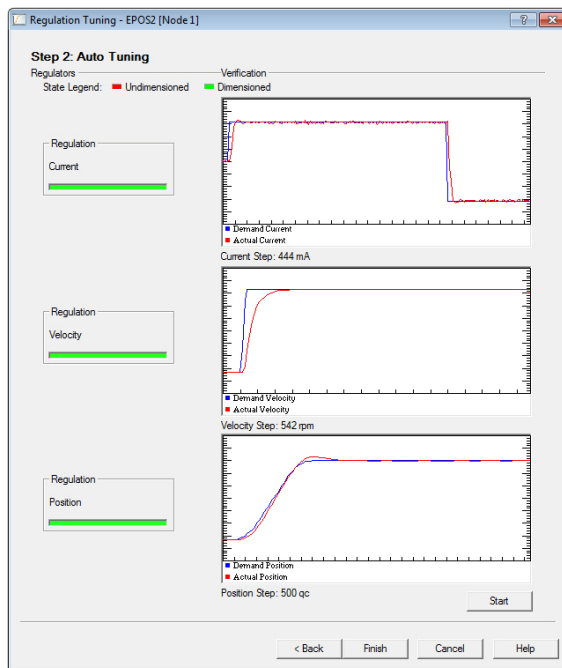 Regulation Tuning - EPOS2 [Node 1]
Step 2: Auto Tuning
Regulators
Verification
State Legend: Undimensioned Dimensioned
Regulation
Current
Demand Current
Actual Current
Current Step: 444 mA
Regulation
Velocity
Demand Velocity
Actual Velocity
Velocity Step: 542 rpm
Regulation
Position
Demand Position
Actual Position
Position Step: 500 qc
Start
< Back Finish Cancel Help